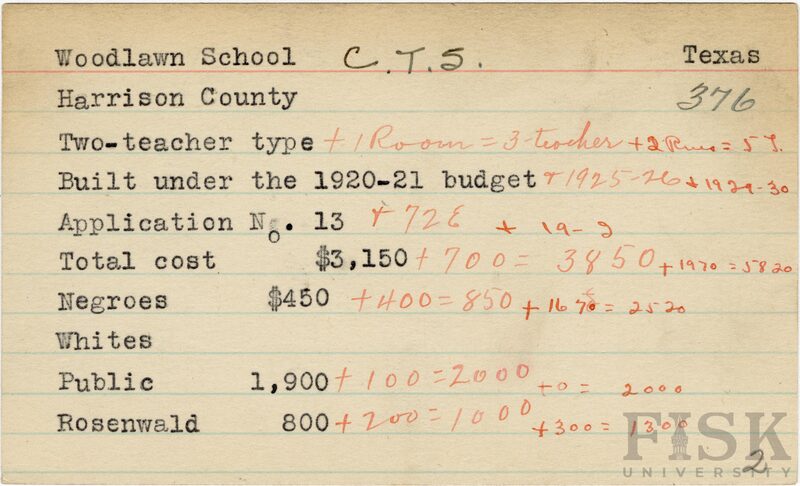 Woodlawn School C.T.S. Texas
Harrison County 376
Two-teacher type + 1 Room = 3-teacher + 2 Rms = 5 T.
Built under the 1920-21 budget + 1925-26 + 1929-30
Application No. 13 + 72E + 19-J
Total cost $3,150 + 700 = 3850 + 1970 = 5820
Negroes $450 + 400 = 850 + 1670 = 2520
Whites
Public 1,900 + 100 = 2000 + 0 = 2000
Rosenwald 800 + 200 = 1000 + 300 = 1300
FISK
UNIVERSITY
2